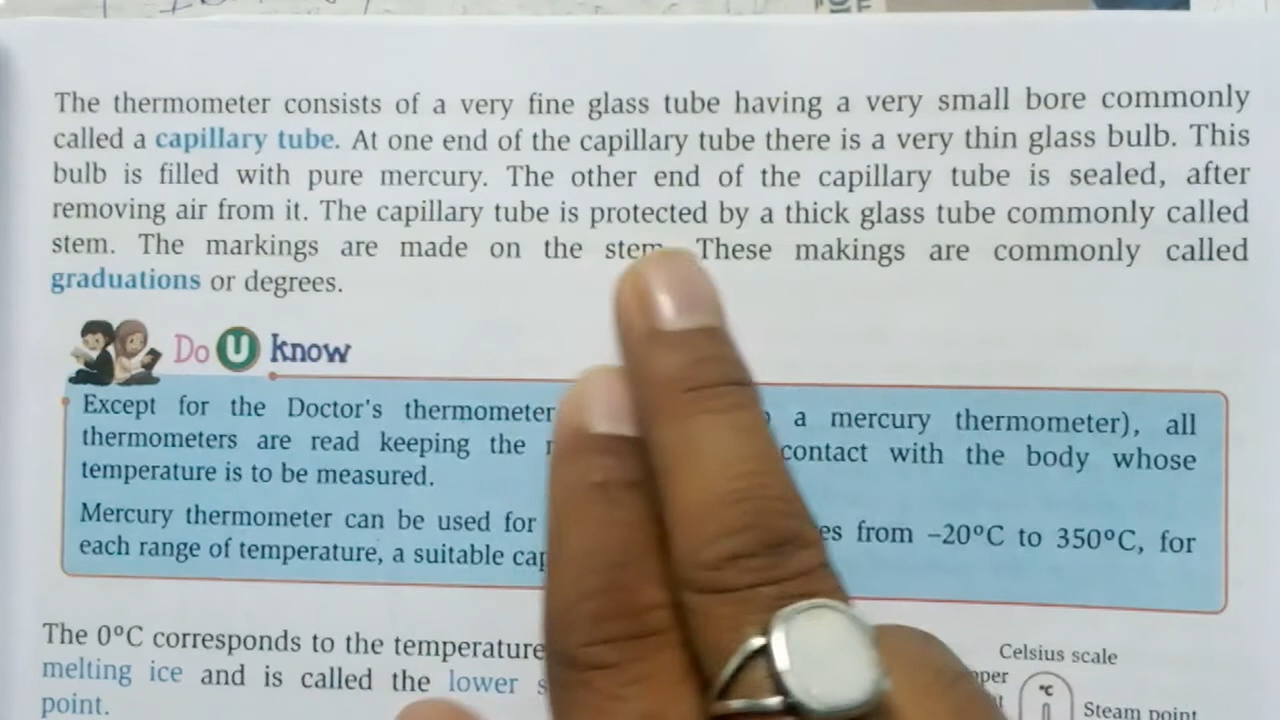 The thermometer consists of a very fine glass tube having a very small bore commonly
called a capillary tube. At one end of the capillary tube there is a very thin glass bulb. This
bulb is filled with pure mercury. The other end of the capillary tube is sealed, after
removing air from it. The capillary tube is protected by a thick glass tube commonly called
stem. The markings are made on the stem. These makings are commonly called
graduations or degrees.
Do U know
Except for the Doctor's thermometer a mercury thermometer), all
thermometers are read keeping the contact with the body whose
temperature is to be measured.
Mercury thermometer can be used for from –20°C to 350°C, for
each range of temperature, a suitable
The 0°C corresponds to the temperature
melting ice and is called the lower
point.
Celsius scale
°C
Steam point